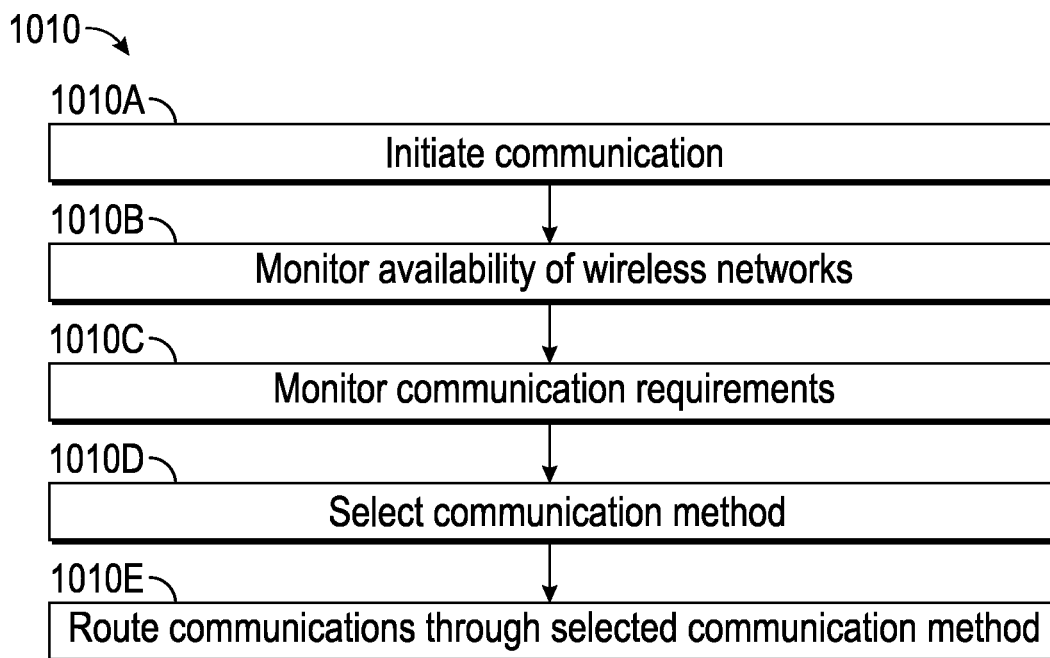 1010
1010A
Initiate communication
1010B
Monitor availability of wireless networks
1010C
Monitor communication requirements
1010D
Select communication method
1010E
Route communications through selected communication method